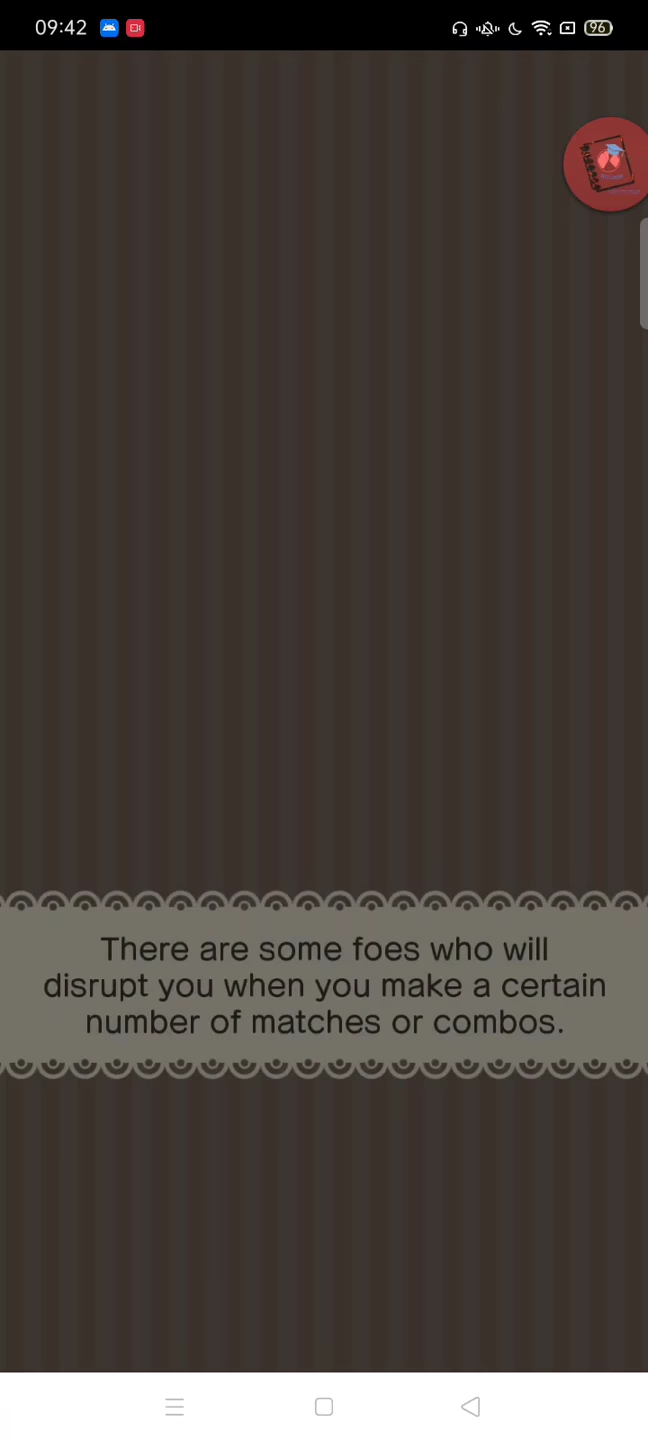 09:42
96
There are some foes who will
disrupt you when you make a certain
number of matches or combos.